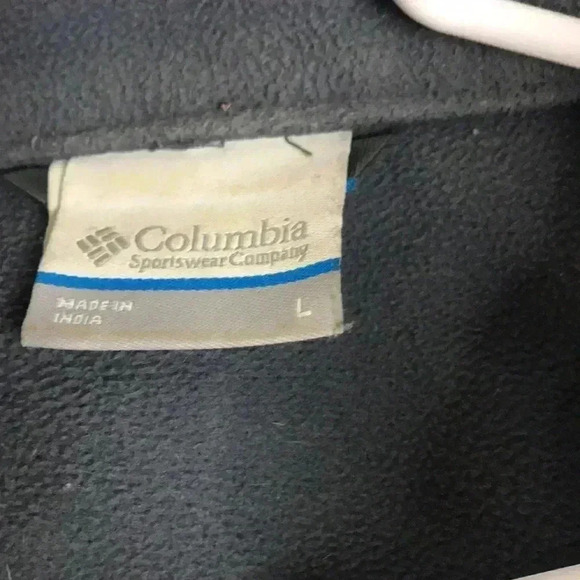 Columbia
Sportswear Company
MADE IN
INDIA
L